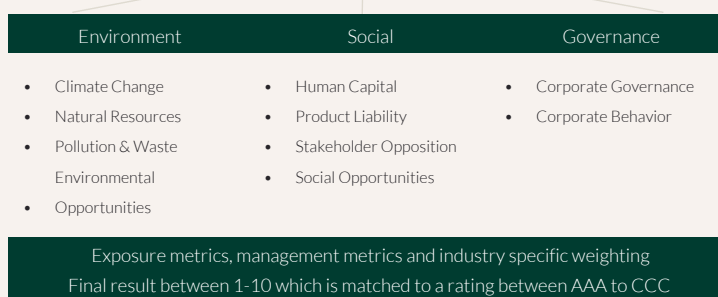 Environment
Social
Governance
• Climate Change
• Natural Resources
• Pollution & Waste
Environmental
• Opportunities
• Human Capital
• Product Liability
• Stakeholder Opposition
• Social Opportunities
• Corporate Governance
• Corporate Behavior
Exposure metrics, management metrics and industry specific weighting
Final result between 1-10 which is matched to a rating between AAA to CCC